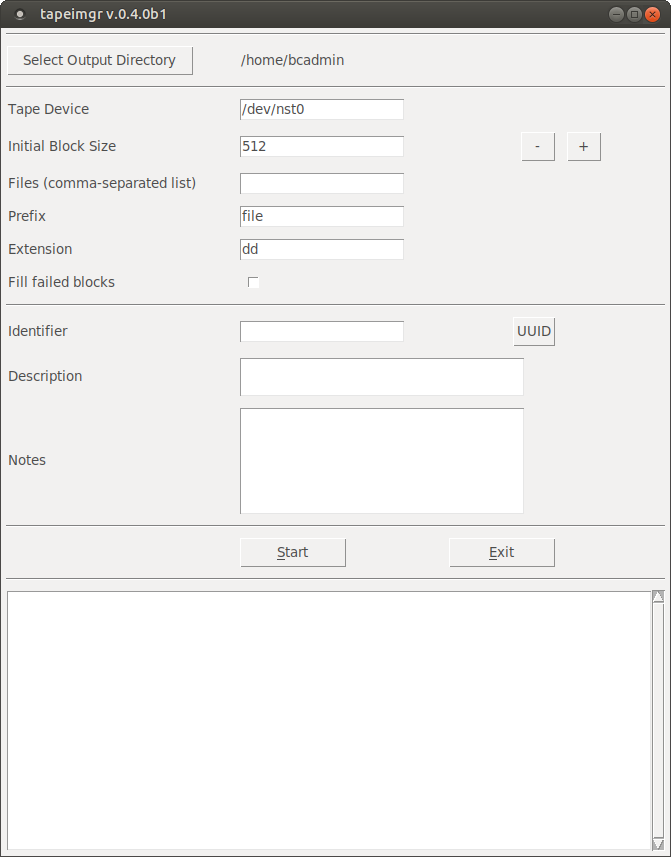 tapeimgr v.0.4.0b1
Select Output Directory /home/bcadmin
Tape Device /dev/nst0
Initial Block Size 512 - +
Files (comma-separated list)
Prefix file
Extension dd
Fill failed blocks
Identifier UUID
Description
Notes
Start Exit